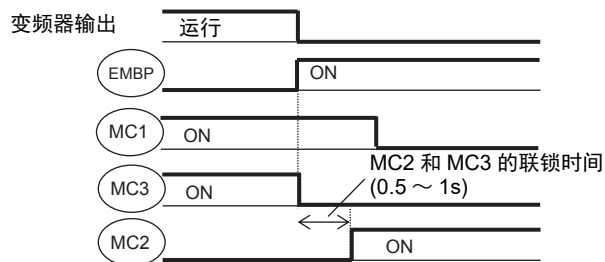 变频器输出
运行
EMBP
ON
MC1
ON
MC2 和 MC3 的联锁时间
(0.5 ～ 1s)
MC3
ON
MC2
ON